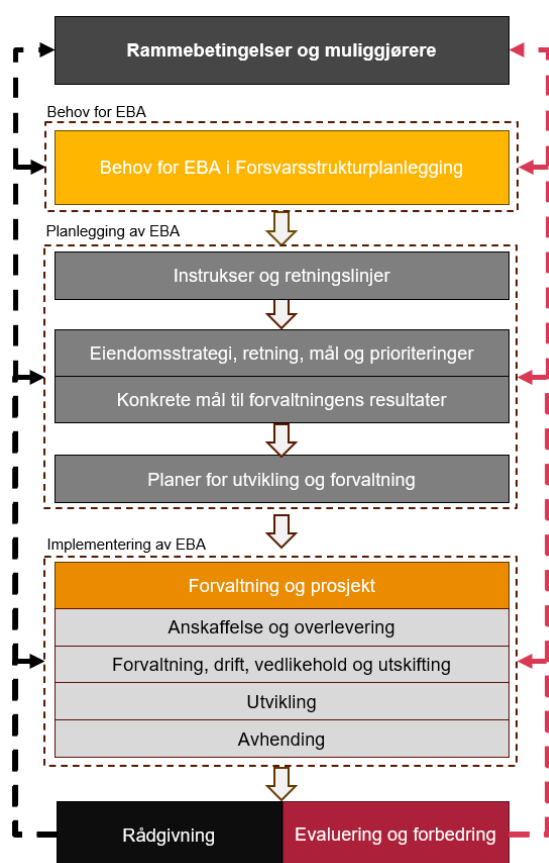 Rammebetingelser og muliggjørere
Behov for EBA
Behov for EBA i Forsvarsstrukturplanlegging
Planlegging av EBA
Instrukser og retningslinjer
Eiendomsstrategi, retning, mål og prioriteringer
Konkrete mål til forvaltningens resultater
Planer for utvikling og forvaltning
Implementering av EBA
Forvaltning og prosjekt
Anskaffelse og overlevering
Forvaltning, drift, vedlikehold og utskifting
Utvikling
Avhending
Rådgivning
Evaluering og forbedring